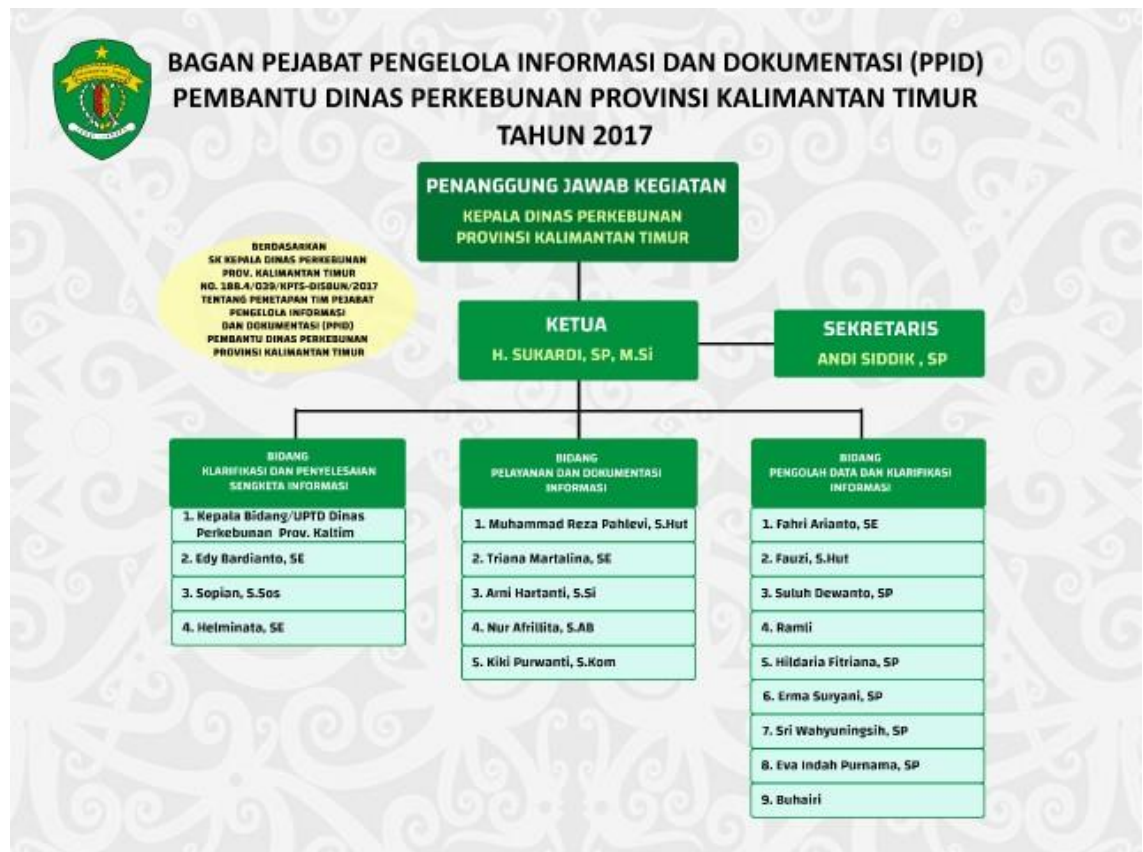 BAGAN PEJABAT PENGELOLA INFORMASI DAN DOKUMENTASI (PPID)
PEMBANTU DINAS PERKEBUNAN PROVINSI KALIMANTAN TIMUR
TAHUN 2017
PENANGGUNG JAWAB KEGIATAN
KEPALA DINAS PERKEBUNAN
PROVINSI KALIMANTAN TIMUR
BERDASARKAN
SK KEPALA DINAS PERKEBUNAN
PROV. KALIMANTAN TIMUR
NO. 188.4/039/KPTS-DISBUN/2017
TENTANG PENETAPAN TIM PEJABAT
PENGELOLA INFORMASI
DAN DOKUMENTASI (PPID)
PEMBANTU DINAS PERKEBUNAN
PROVINSI KALIMANTAN TIMUR
KETUA
H. SUKARDI, SP, M.Si
SEKRETARIS
ANDI SIDDIK , SP
BIDANG
KLARIFIKASI DAN PENYELESAIAN
SENGKETA INFORMASI
1. Kepala Bidang/UPTD Dinas
Perkebunan Prov. Kaltim
2. Edy Bardianto, SE
3. Sopian, S.Sos
4. Helminata, SE
BIDANG
PELAYANAN DAN DOKUMENTASI
INFORMASI
1. Muhammad Reza Pahlevi, S.Hut
2. Triana Martalina, SE
3. Arni Hartanti, S.Si
4. Nur Afrillita, S.AB
5. Kiki Purwanti, S.Kom
BIDANG
PENGOLAH DATA DAN KLARIFIKASI
INFORMASI
1. Fahri Arianto, SE
2. Fauzi, S.Hut
3. Suluh Dewanto, SP
4. Ramli
5. Hildaria Fitriana, SP
6. Erma Suryani, SP
7. Sri Wahyuningsih, SP
8. Eva Indah Purnama, SP
9. Buhairi